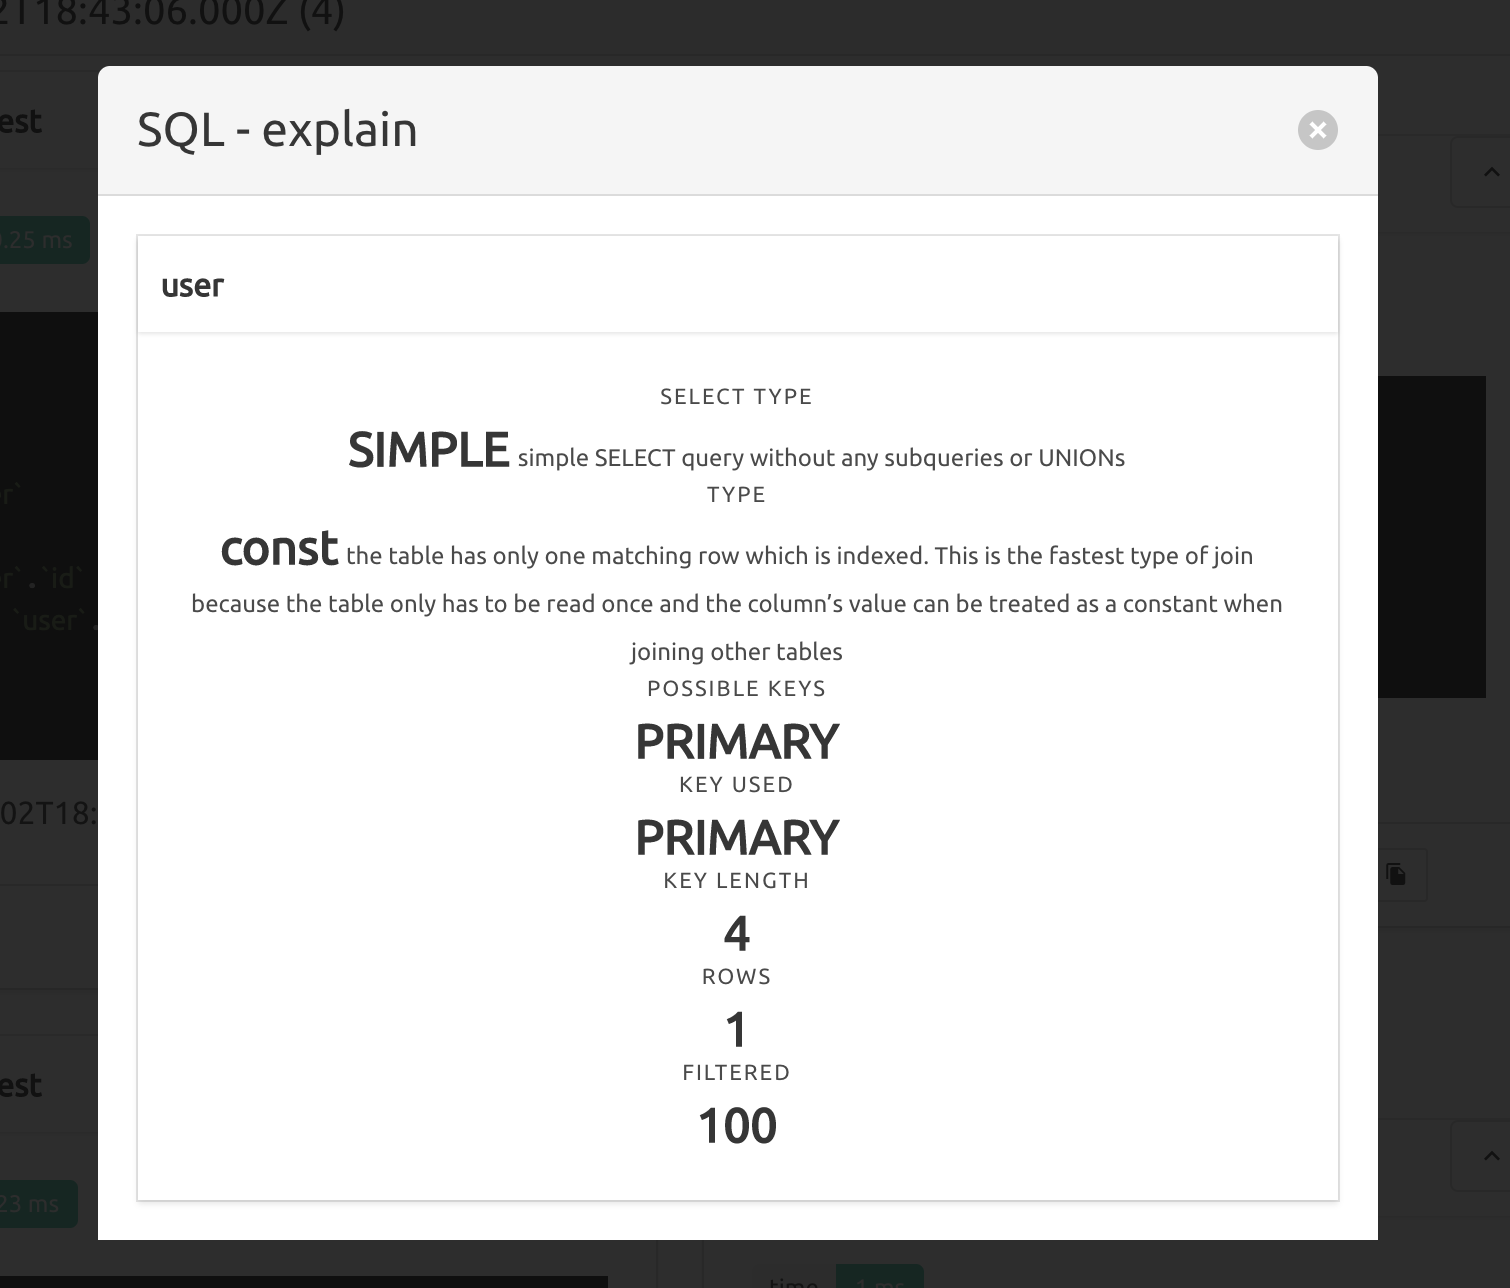 2T18:43:06.000Z (4)
SQL - explain
est
.25 ms
user
SELECT TYPE
SIMPLE simple SELECT query without any subqueries or UNIONs
TYPE
const the table has only one matching row which is indexed. This is the fastest type of join
because the table only has to be read once and the column’s value can be treated as a constant when
joining other tables
POSSIBLE KEYS
PRIMARY
KEY USED
PRIMARY
KEY LENGTH
4
ROWS
1
FILTERED
100
er`
er`.`id`
`user`.
02T18:
est
23 ms
time 1 ms